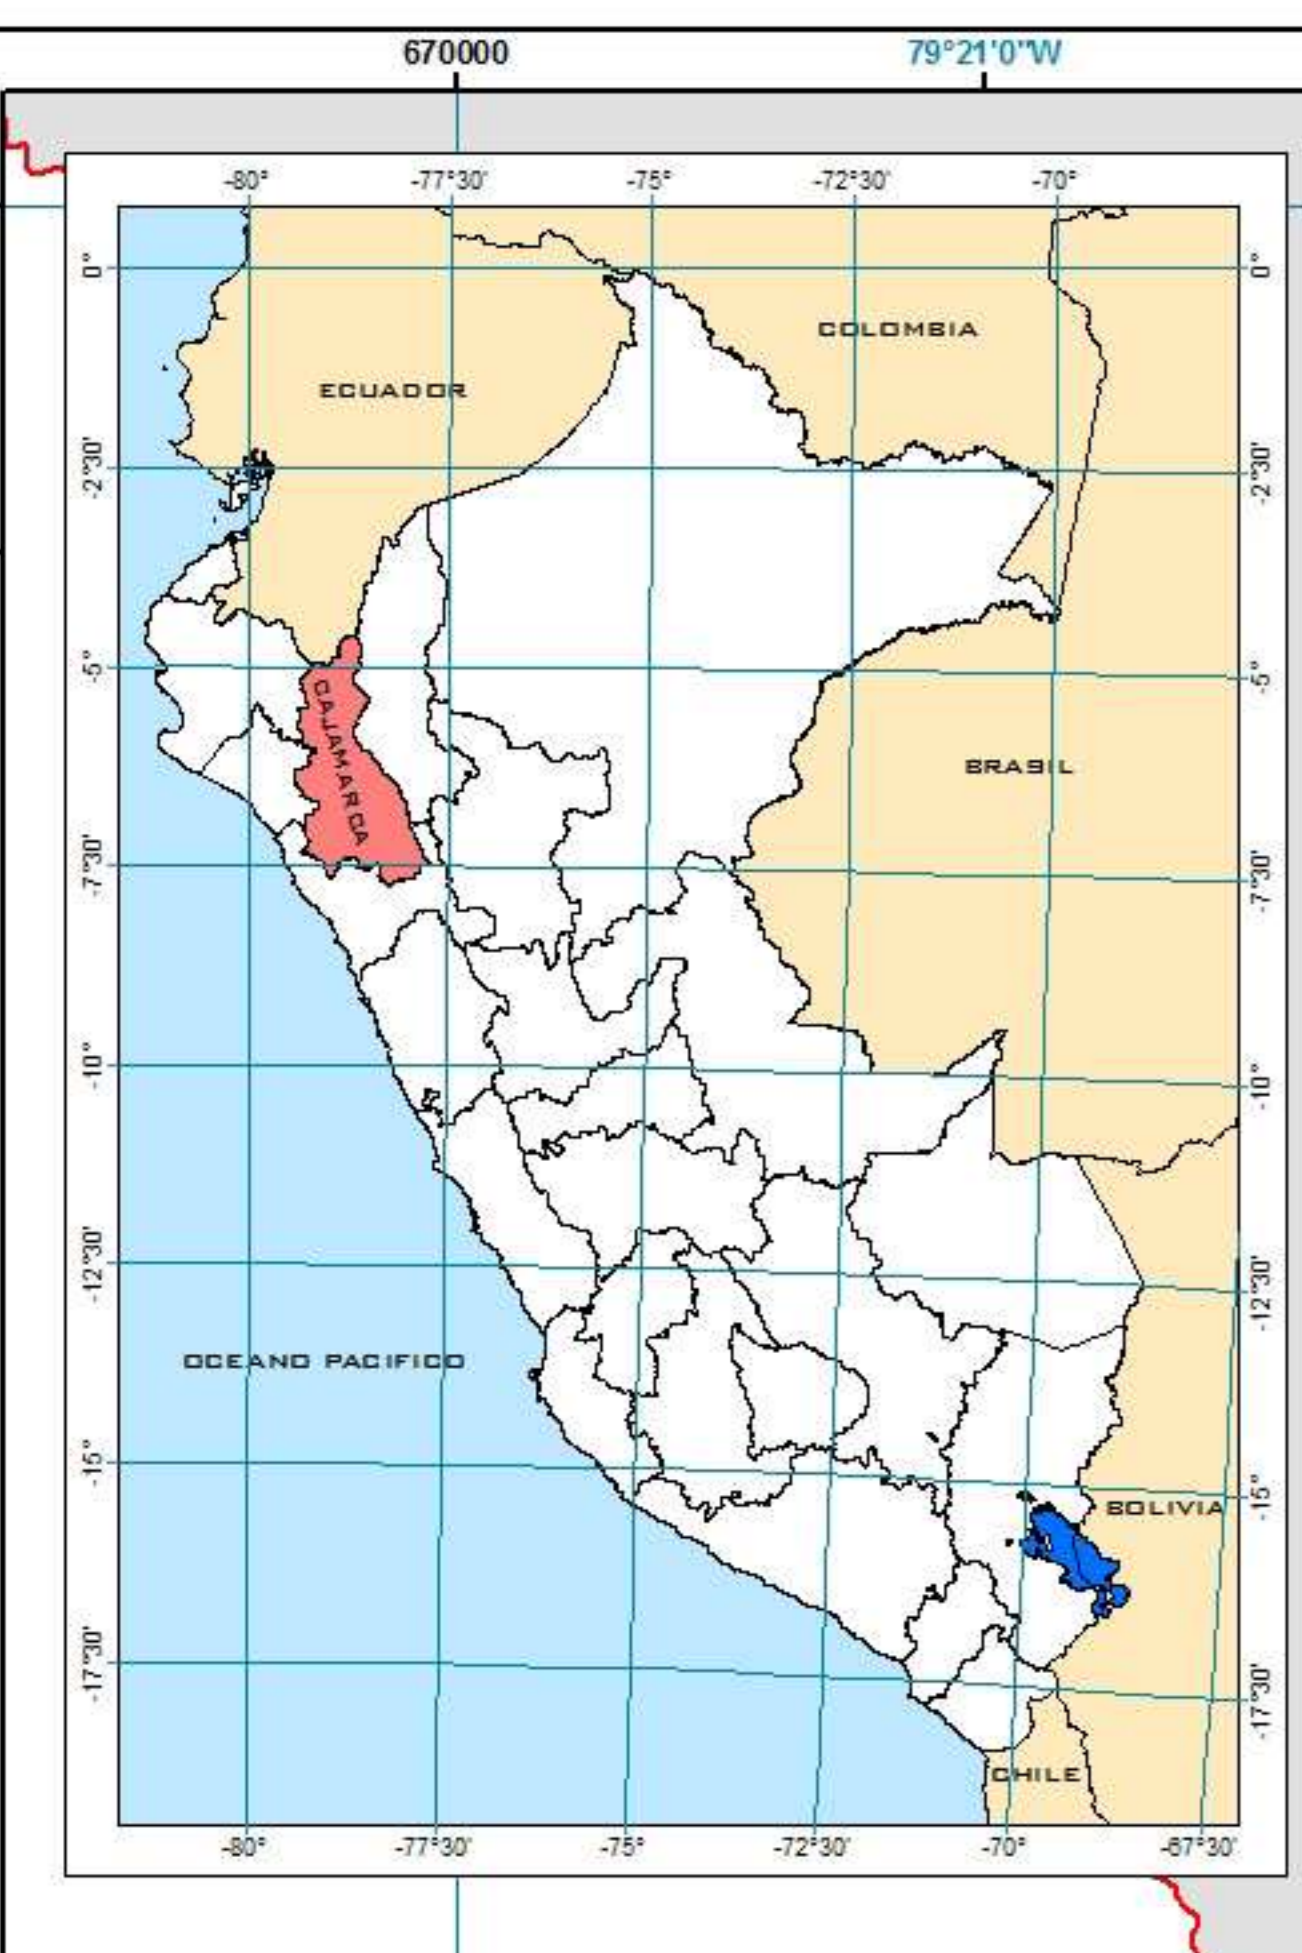 670000 79°21'0"W
-80° -77°30' -75° -72°30' -70°
0° 0°
COLOMBIA
ECUADOR
-2°30' -2°30'
-5° -5°
CAJAMARCA
BRASIL
-7°30' -7°30'
-10° -10°
-12°30' -12°30'
OCEANO PACIFICO
-15° -15°
BOLIVIA
-17°30' -17°30'
CHILE
-80° -77°30' -75° -72°30' -70° -67°30'